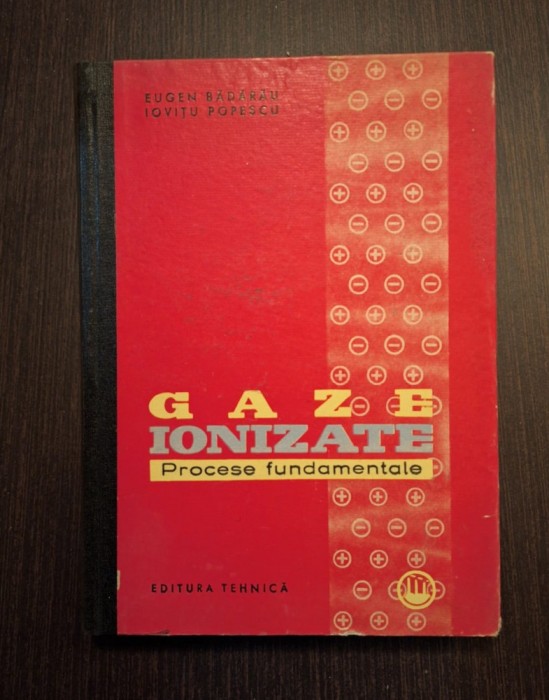 EUGEN BĂDĂRĂU
IOVIȚU POPESCU
GAZE
IONIZATE
Procese fundamentale
EDITURA TEHNICĂ